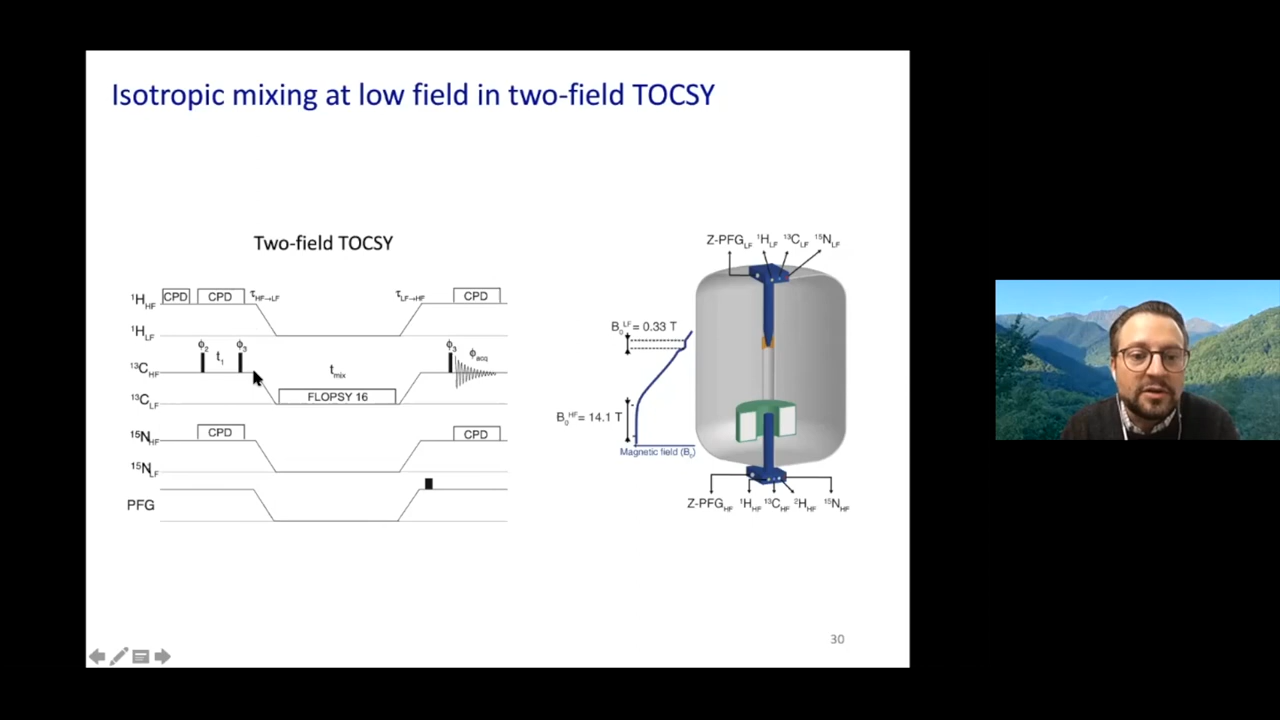 Isotropic mixing at low field in two-field TOCSY
Two-field TOCSY
¹H_HF CPD CPD τ_HF→LF τ_LF→HF CPD
¹H_LF
¹³C_HF ϕ₂ t₁ ϕ₃ t_mix ϕ₃ ϕ_acq
¹³C_LF FLOPSY 16
¹⁵N_HF CPD CPD
¹⁵N_LF
PFG
Z-PFG_LF ¹H_LF ¹³C_LF ¹⁵N_LF
B₀^LF = 0.33 T
B₀^HF = 14.1 T
Magnetic field (B₀)
Z-PFG_HF ¹H_HF ¹³C_HF ²H_HF ¹⁵N_HF
30